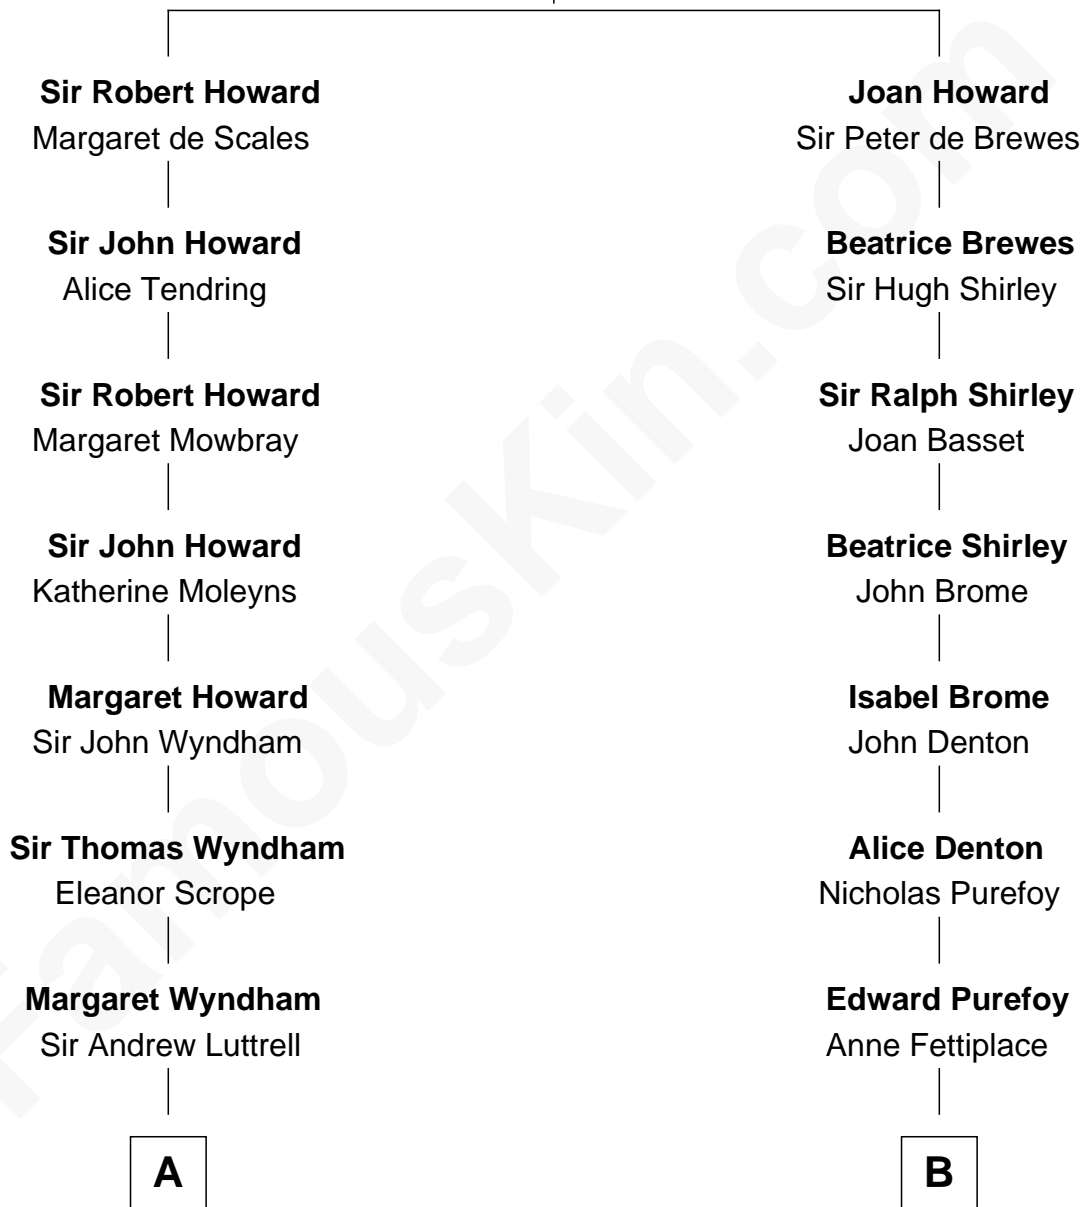 Sir Robert Howard
Margaret de Scales
Sir John Howard
Alice Tendring
Sir Robert Howard
Margaret Mowbray
Sir John Howard
Katherine Moleyns
Margaret Howard
Sir John Wyndham
Sir Thomas Wyndham
Eleanor Scrope
Margaret Wyndham
Sir Andrew Luttrell
A
Joan Howard
Sir Peter de Brewes
Beatrice Brewes
Sir Hugh Shirley
Sir Ralph Shirley
Joan Basset
Beatrice Shirley
John Brome
Isabel Brome
John Denton
Alice Denton
Nicholas Purefoy
Edward Purefoy
Anne Fettiplace
B
FamousKin.com